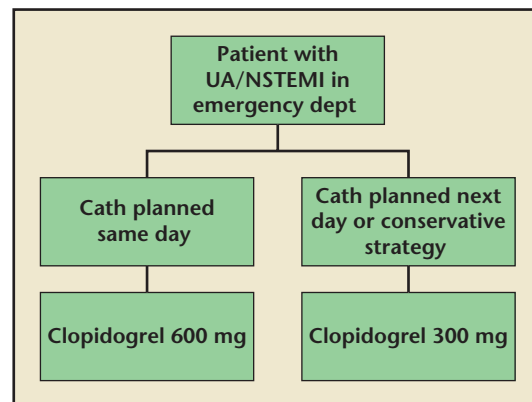 Patient with
UA/NSTEMI in
emergency dept
Cath planned
same day
Cath planned next
day or conservative
strategy
Clopidogrel 600 mg
Clopidogrel 300 mg